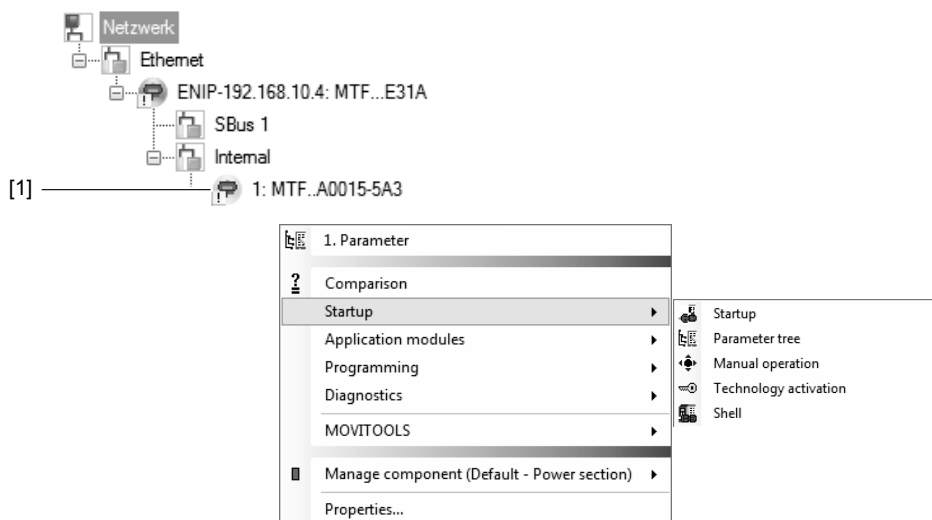 Netzwerk
Ethernet
ENIP-192.168.10.4: MTF...E31A
SBus 1
Internal
[1]
1: MTF..A0015-5A3
1. Parameter
Comparison
Startup
Application modules
Programming
Diagnostics
MOVITOOLS
Manage component (Default - Power section)
Properties...
Startup
Parameter tree
Manual operation
Technology activation
Shell